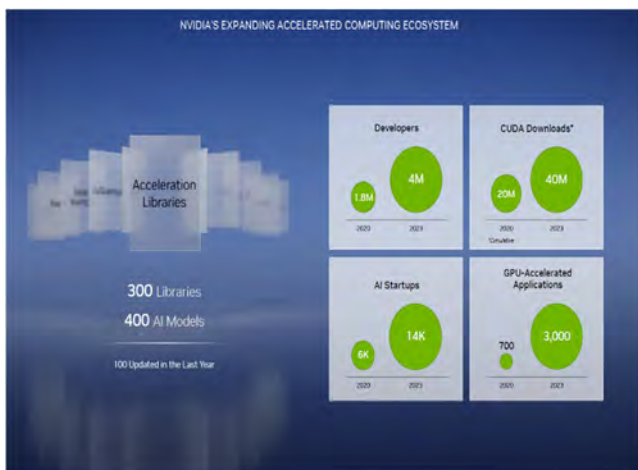 NVIDIA'S EXPANDING ACCELERATED COMPUTING ECOSYSTEM
Acceleration
Libraries
300 Libraries
400 AI Models
100 Updated in the Last Year
Developers
1.8M
4M
2020
2023
CUDA Downloads*
20M
40M
2020
2023
*Cumulative
AI Startups
6K
14K
2020
2023
GPU-Accelerated
Applications
700
3,000
2020
2023